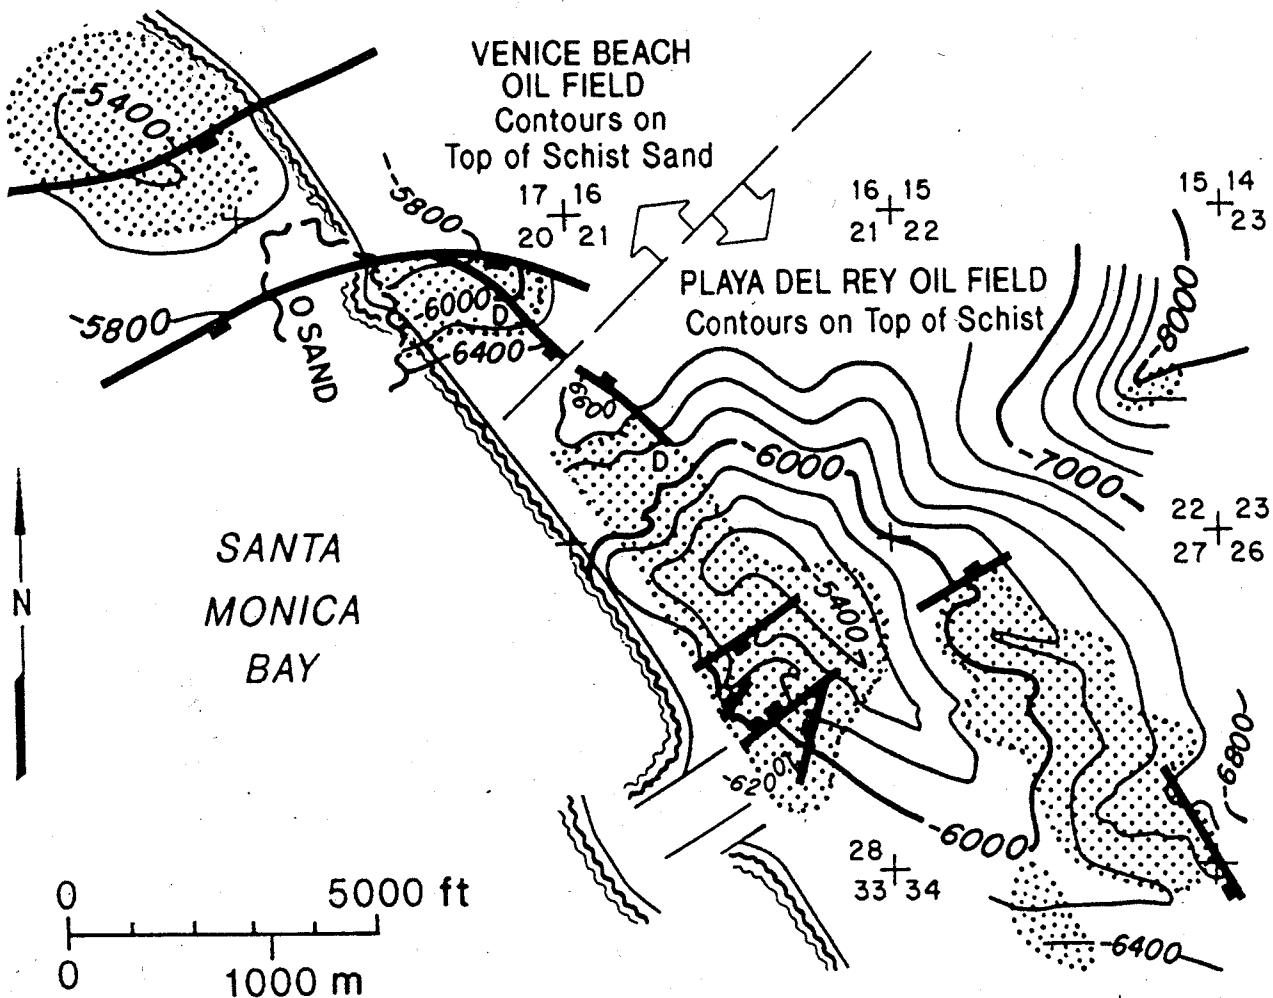 VENICE BEACH
OIL FIELD
Contours on
Top of Schist Sand
-5400
-5800
17 16
20 21
16 15
21 22
15 14
23
PLAYA DEL REY OIL FIELD
Contours on Top of Schist
-8000
-5800
-6000
D
O SAND
6400
6600
D
-6000
-7000
22 23
27 26
SANTA
MONICA
BAY
N
5400
-6200
-6800
-6000
28
33 34
-6400
0 5000 ft
0 1000 m